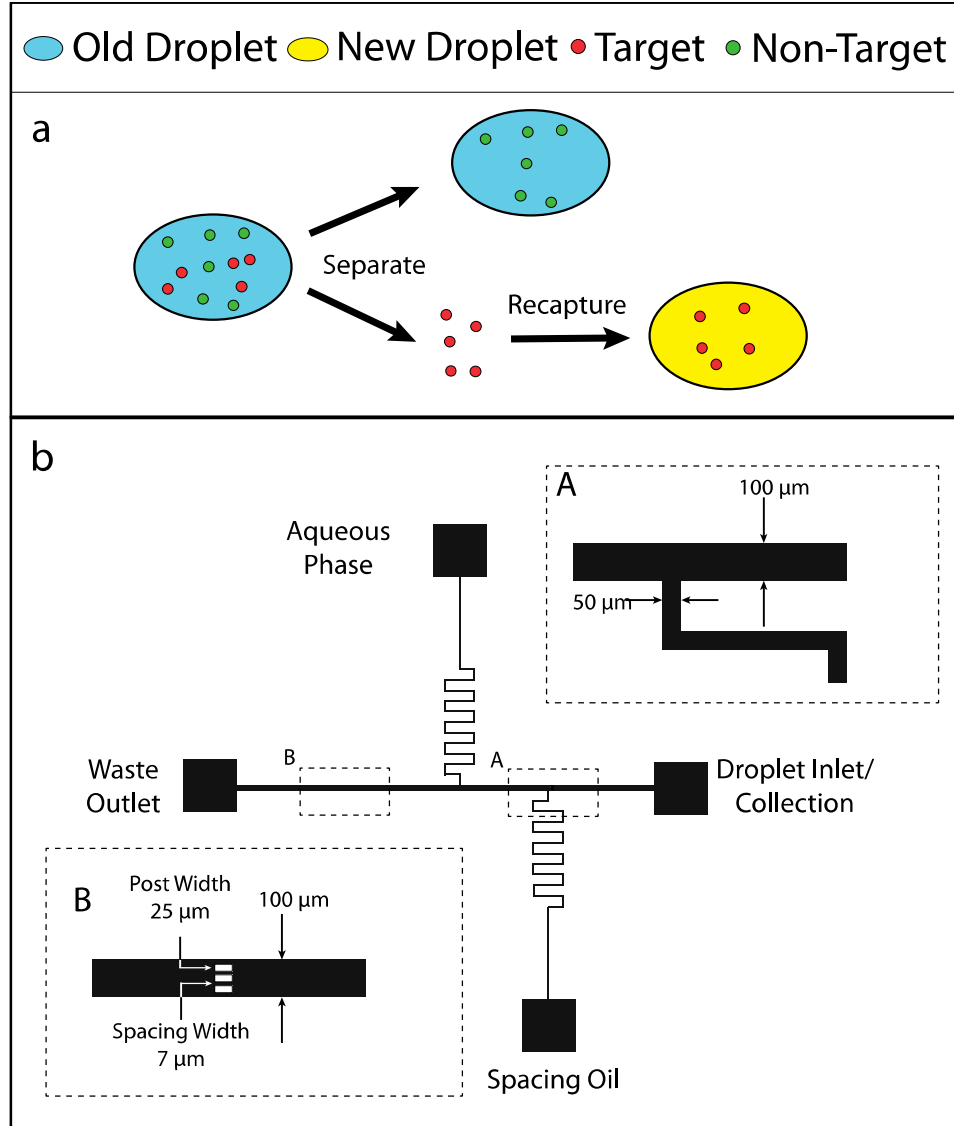 Old Droplet New Droplet Target Non-Target
a
Separate
Recapture
b
A
100 μm
50 μm
Aqueous
Phase
B
A
Waste
Outlet
Droplet Inlet/
Collection
B
Post Width
25 μm
100 μm
Spacing Width
7 μm
Spacing Oil